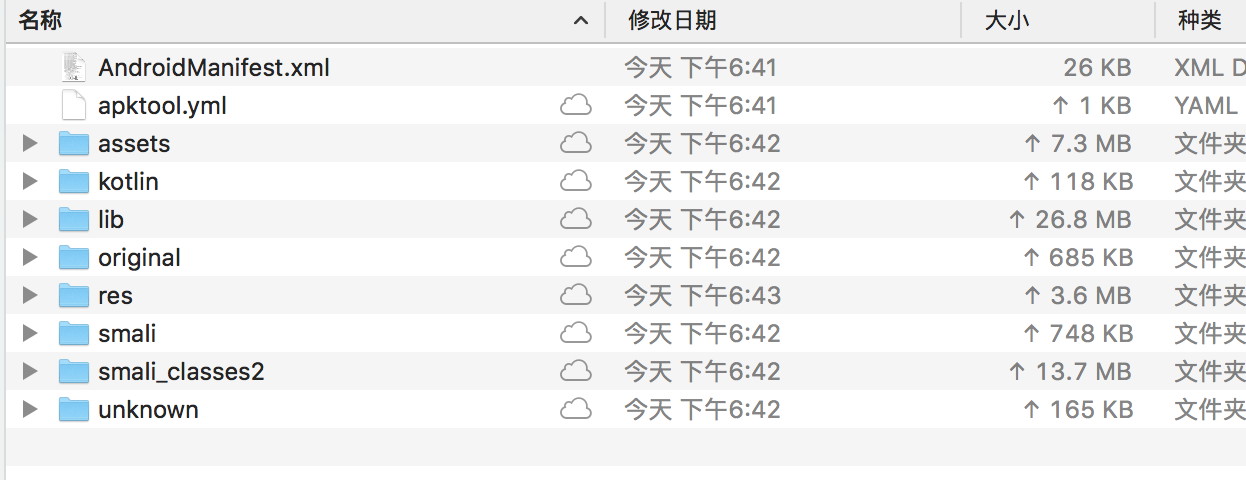 名称 修改日期 大小 种类
AndroidManifest.xml 今天 下午6:41 26 KB XML D
apktool.yml 今天 下午6:41 ↑ 1 KB YAML
assets 今天 下午6:42 ↑ 7.3 MB 文件夹
kotlin 今天 下午6:42 ↑ 118 KB 文件夹
lib 今天 下午6:42 ↑ 26.8 MB 文件夹
original 今天 下午6:42 ↑ 685 KB 文件夹
res 今天 下午6:43 ↑ 3.6 MB 文件夹
smali 今天 下午6:42 ↑ 748 KB 文件夹
smali_classes2 今天 下午6:42 ↑ 13.7 MB 文件夹
unknown 今天 下午6:42 ↑ 165 KB 文件夹